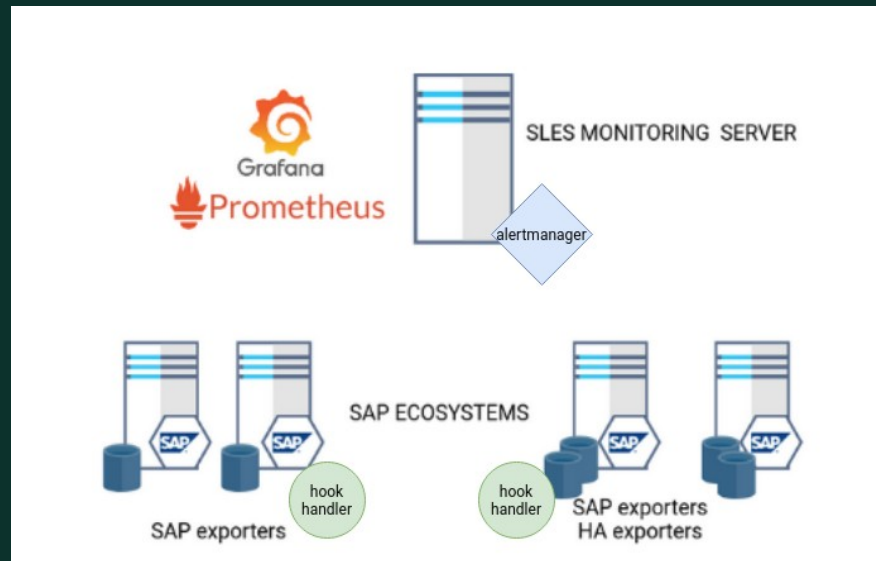 SLES MONITORING SERVER
Grafana
Prometheus
alertmanager
SAP ECOSYSTEMS
SAP
SAP
SAP
SAP
hook
handler
hook
handler
SAP exporters
SAP exporters
HA exporters